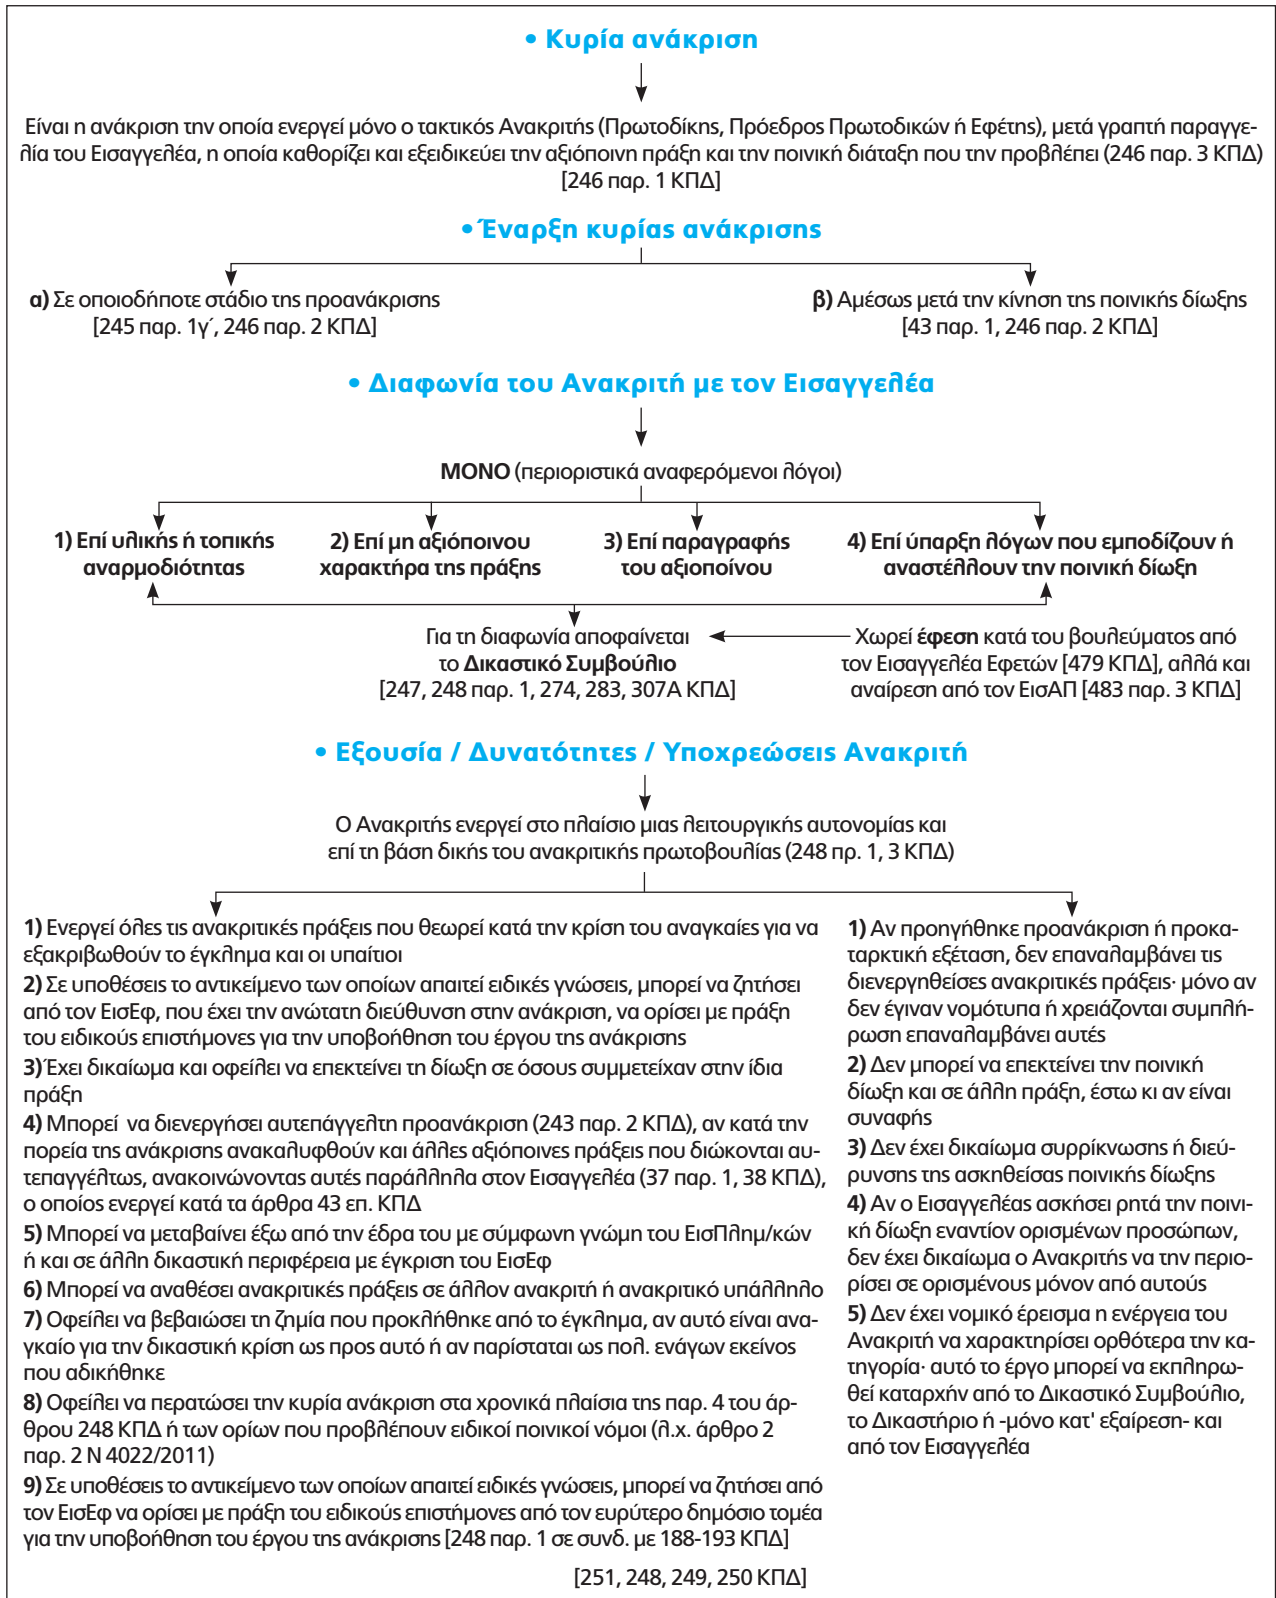 • Κυρία ανάκριση
Είναι η ανάκριση την οποία ενεργεί μόνο ο τακτικός Ανακριτής (Πρωτοδίκης, Πρόεδρος Πρωτοδικών ή Εφέτης), μετά γραπτή παραγγε-
λία του Εισαγγελέα, η οποία καθορίζει και εξειδικεύει την αξιόποινη πράξη και την ποινική διάταξη που την προβλέπει (246 παρ. 3 ΚΠΔ)
[246 παρ. 1 ΚΠΔ]
• Έναρξη κυρίας ανάκρισης
α) Σε οποιοδήποτε στάδιο της προανάκρισης
[245 παρ. 1γ΄, 246 παρ. 2 ΚΠΔ]
β) Αμέσως μετά την κίνηση της ποινικής δίωξης
[43 παρ. 1, 246 παρ. 2 ΚΠΔ]
• Διαφωνία του Ανακριτή με τον Εισαγγελέα
ΜΟΝΟ (περιοριστικά αναφερόμενοι λόγοι)
1) Επί υλικής ή τοπικής
αναρμοδιότητας
2) Επί μη αξιόποινου
χαρακτήρα της πράξης
3) Επί παραγραφής
του αξιοποίνου
4) Επί ύπαρξη λόγων που εμποδίζουν ή
αναστέλλουν την ποινική δίωξη
Για τη διαφωνία αποφαίνεται
το Δικαστικό Συμβούλιο
[247, 248 παρ. 1, 274, 283, 307Α ΚΠΔ]
Χωρεί έφεση κατά του βουλεύματος από
τον Εισαγγελέα Εφετών [479 ΚΠΔ], αλλά και
αναίρεση από τον ΕισΑΠ [483 παρ. 3 ΚΠΔ]
• Εξουσία / Δυνατότητες / Υποχρεώσεις Ανακριτή
Ο Ανακριτής ενεργεί στο πλαίσιο μιας λειτουργικής αυτονομίας και
επί τη βάση δικής του ανακριτικής πρωτοβουλίας (248 πρ. 1, 3 ΚΠΔ)
1) Ενεργεί όλες τις ανακριτικές πράξεις που θεωρεί κατά την κρίση του αναγκαίες για να
εξακριβωθούν το έγκλημα και οι υπαίτιοι
2) Σε υποθέσεις το αντικείμενο των οποίων απαιτεί ειδικές γνώσεις, μπορεί να ζητήσει
από τον ΕισΕφ, που έχει την ανώτατη διεύθυνση στην ανάκριση, να ορίσει με πράξη
του ειδικούς επιστήμονες για την υποβοήθηση του έργου της ανάκρισης
3) Έχει δικαίωμα και οφείλει να επεκτείνει τη δίωξη σε όσους συμμετείχαν στην ίδια
πράξη
4) Μπορεί να διενεργήσει αυτεπάγγελτη προανάκριση (243 παρ. 2 ΚΠΔ), αν κατά την
πορεία της ανάκρισης ανακαλυφθούν και άλλες αξιόποινες πράξεις που διώκονται αυ-
τεπαγγέλτως, ανακοινώνοντας αυτές παράλληλα στον Εισαγγελέα (37 παρ. 1, 38 ΚΠΔ),
ο οποίος ενεργεί κατά τα άρθρα 43 επ. ΚΠΔ
5) Μπορεί να μεταβαίνει έξω από την έδρα του με σύμφωνη γνώμη του ΕισΠλημ/κών
ή και σε άλλη δικαστική περιφέρεια με έγκριση του ΕισΕφ
6) Μπορεί να αναθέσει ανακριτικές πράξεις σε άλλον ανακριτή ή ανακριτικό υπάλληλο
7) Οφείλει να βεβαιώσει τη ζημία που προκλήθηκε από το έγκλημα, αν αυτό είναι ανα-
γκαίο για την δικαστική κρίση ως προς αυτό ή αν παρίσταται ως πολ. ενάγων εκείνος
που αδικήθηκε
8) Οφείλει να περατώσει την κυρία ανάκριση στα χρονικά πλαίσια της παρ. 4 του άρ-
θρου 248 ΚΠΔ ή των ορίων που προβλέπουν ειδικοί ποινικοί νόμοι (λ.χ. άρθρο 2
παρ. 2 Ν 4022/2011)
9) Σε υποθέσεις το αντικείμενο των οποίων απαιτεί ειδικές γνώσεις, μπορεί να ζητήσει από
τον ΕισΕφ να ορίσει με πράξη του ειδικούς επιστήμονες από τον ευρύτερο δημόσιο τομέα
για την υποβοήθηση του έργου της ανάκρισης [248 παρ. 1 σε συνδ. με 188-193 ΚΠΔ]
1) Αν προηγήθηκε προανάκριση ή προκα-
ταρκτική εξέταση, δεν επαναλαμβάνει τις
διενεργηθείσες ανακριτικές πράξεις· μόνο αν
δεν έγιναν νομότυπα ή χρειάζονται συμπλή-
ρωση επαναλαμβάνει αυτές
2) Δεν μπορεί να επεκτείνει την ποινική
δίωξη και σε άλλη πράξη, έστω κι αν είναι
συναφής
3) Δεν έχει δικαίωμα συρρίκνωσης ή διεύ-
ρυνσης της ασκηθείσας ποινικής δίωξης
4) Αν ο Εισαγγελέας ασκήσει ρητά την ποινι-
κή δίωξη εναντίον ορισμένων προσώπων,
δεν έχει δικαίωμα ο Ανακριτής να την περιο-
ρίσει σε ορισμένους μόνον από αυτούς
5) Δεν έχει νομικό έρεισμα η ενέργεια του
Ανακριτή να χαρακτηρίσει ορθότερα την κα-
τηγορία· αυτό το έργο μπορεί να εκπληρω-
θεί καταρχήν από το Δικαστικό Συμβούλιο,
το Δικαστήριο ή -μόνο κατ' εξαίρεση- και
από τον Εισαγγελέα
[251, 248, 249, 250 ΚΠΔ]